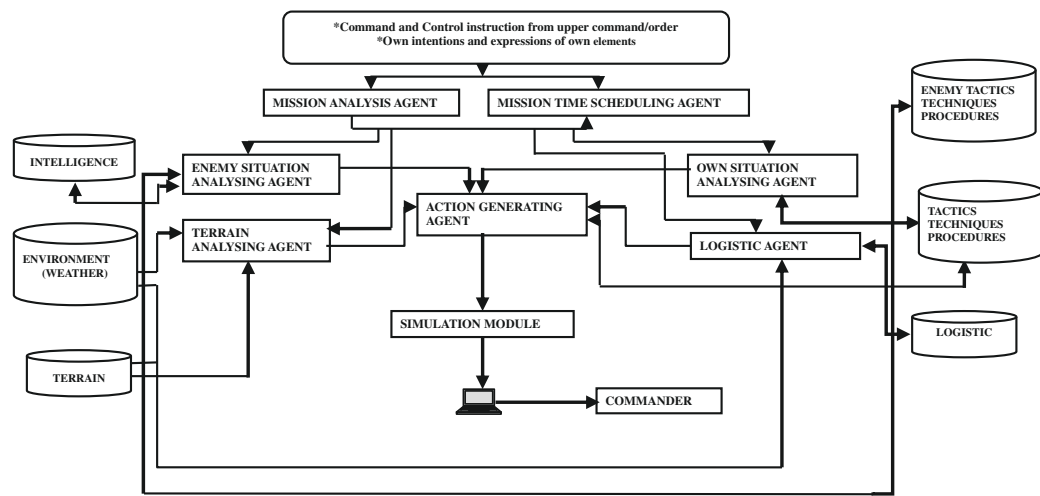 *Command and Control instruction from upper command/order
*Own intentions and expressions of own elements
MISSION ANALYSIS AGENT
MISSION TIME SCHEDULING AGENT
ENEMY TACTICS
TECHNIQUES
PROCEDURES
INTELLIGENCE
ENEMY SITUATION
ANALYSING AGENT
OWN SITUATION
ANALYSING AGENT
ACTION GENERATING
AGENT
TACTICS
TECHNIQUES
PROCEDURES
TERRAIN
ANALYSING AGENT
LOGISTIC AGENT
ENVIRONMENT
(WEATHER)
SIMULATION MODULE
LOGISTIC
TERRAIN
COMMANDER